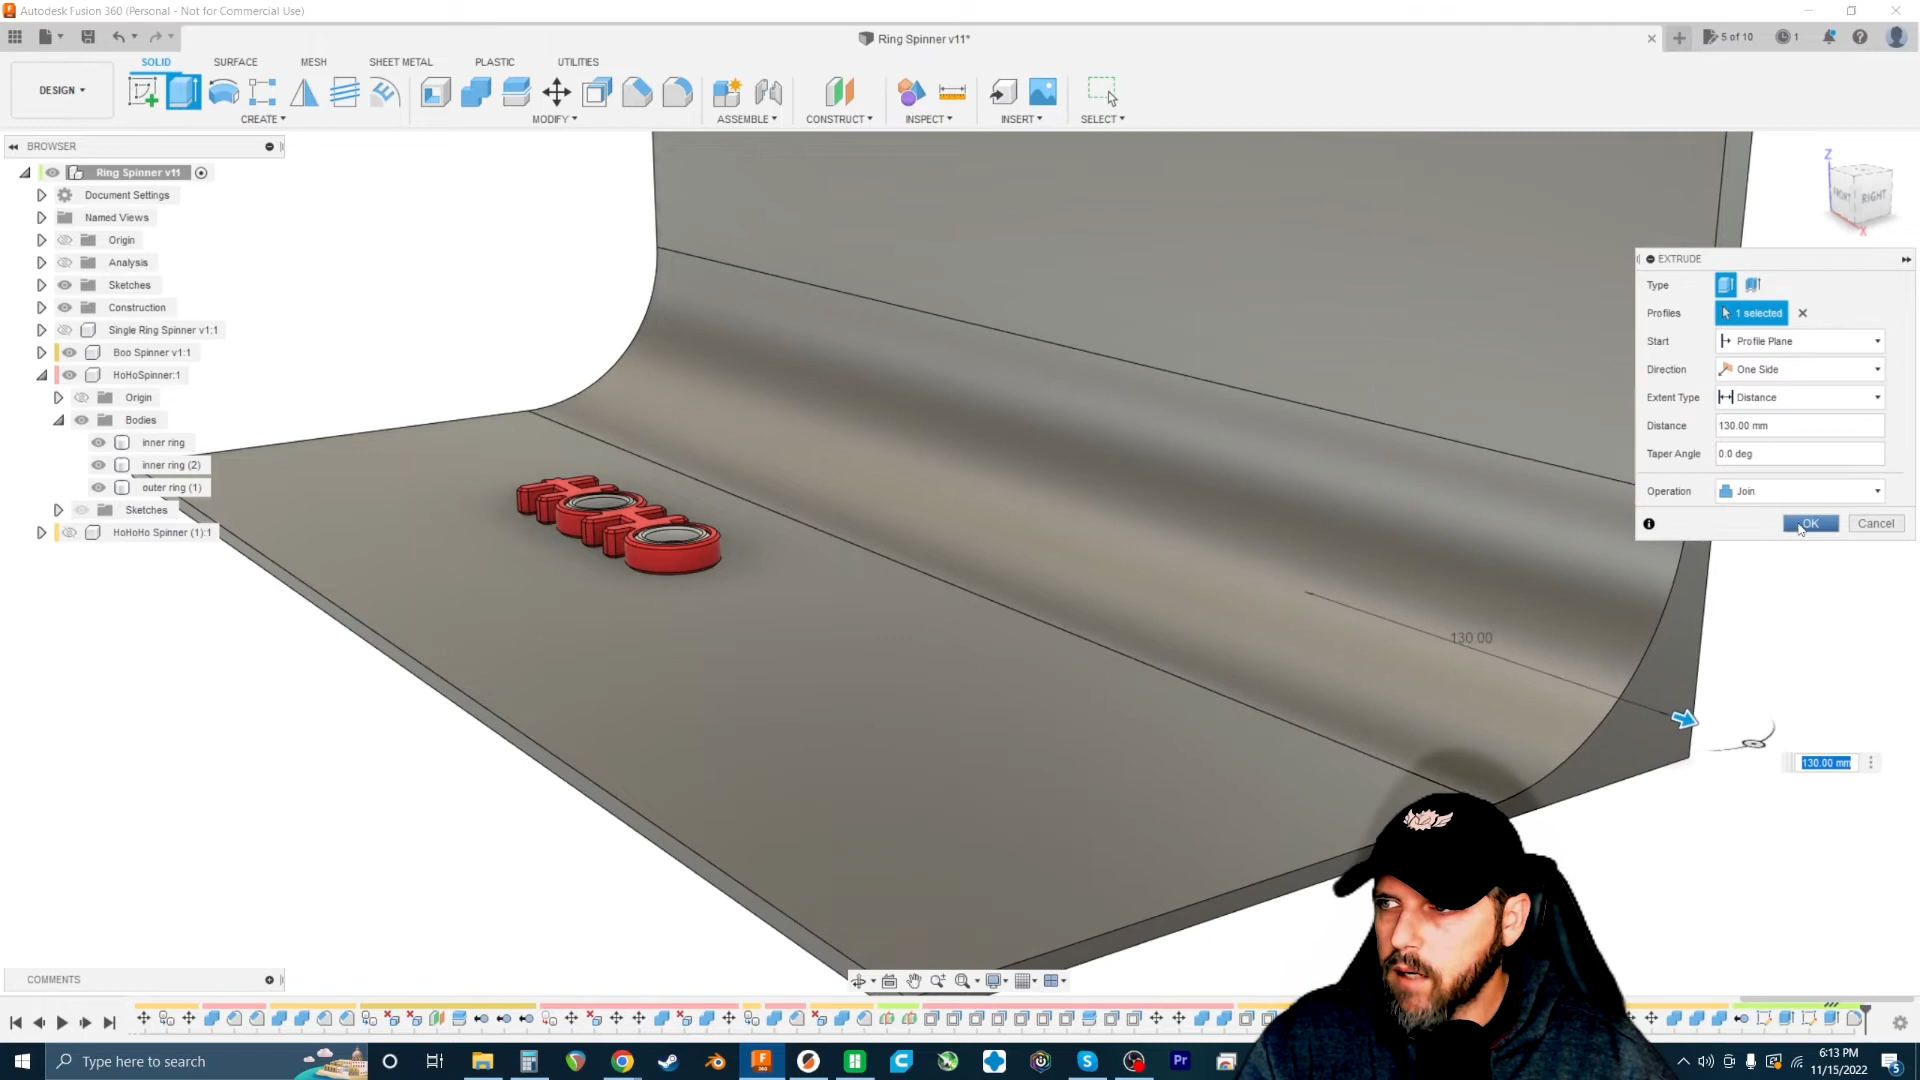 Autodesk Fusion 360 (Personal - Not for Commercial Use)
Ring Spinner v11*
5 of 10
1
DESIGN
SOLID
SURFACE
MESH
SHEET METAL
PLASTIC
UTILITIES
CREATE
MODIFY
ASSEMBLE
CONSTRUCT
INSPECT
INSERT
SELECT
BROWSER
Ring Spinner v11
Document Settings
Named Views
Origin
Analysis
Sketches
Construction
Single Ring Spinner v1:1
Boo Spinner v1:1
HoHoSpinner:1
Origin
Bodies
inner ring
inner ring (2)
outer ring (1)
Sketches
HoHoHo Spinner (1):1
Z
FRONT
RIGHT
X
EXTRUDE
Type
Profiles
1 selected
Start
Profile Plane
Direction
One Side
Extent Type
Distance
Distance
130.00 mm
Taper Angle
0.0 deg
Operation
Join
OK
Cancel
130.00
130.00 mm
COMMENTS
Type here to search
6:13 PM
11/15/2022
5